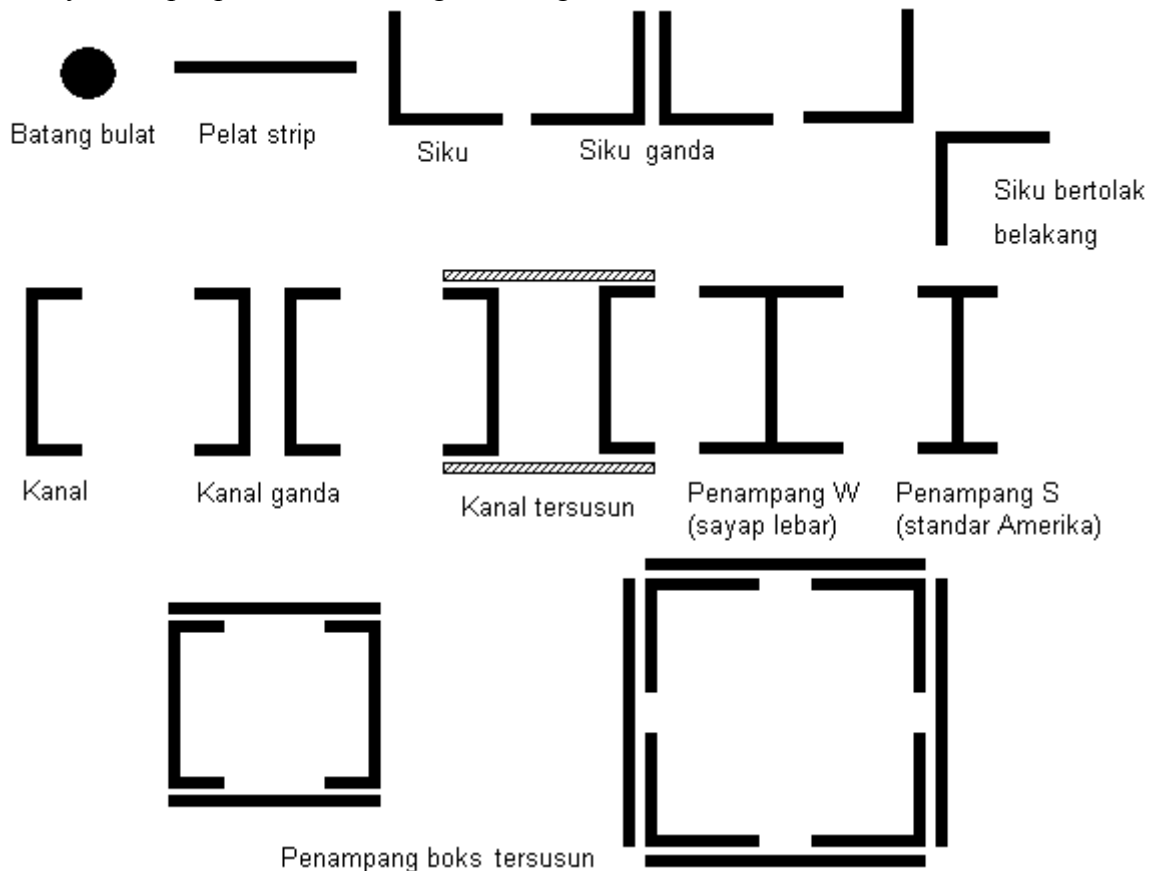 Batang bulat
Pelat strip
Siku
Siku ganda
Siku bertolak
belakang
Kanal
Kanal ganda
Kanal tersusun
Penampang W
(sayap lebar)
Penampang S
(standar Amerika)
Penampang boks tersusun